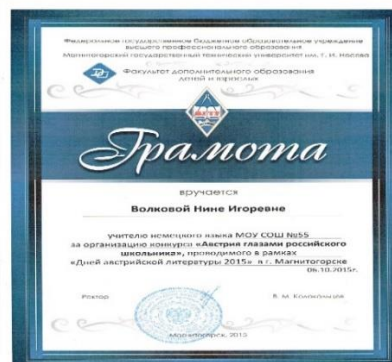 Федеральное государственное бюджетное образовательное учреждение
высшего профессионального образования
Магнитогорский государственный технический университет им. Г. И. Носова
Факультет дополнительного образования
детей и взрослых
Грамота
вручается
Волковой Нине Игоревне
учителю немецкого языка МОУ СОШ №55
за организацию конкурса «Австрия глазами российского
школьника», проводимого в рамках
«Дней австрийской литературы 2015» в г. Магнитогорске
06.10.2015г.
Ректор
В. М. Колокольцев
Магнитогорск, 2015